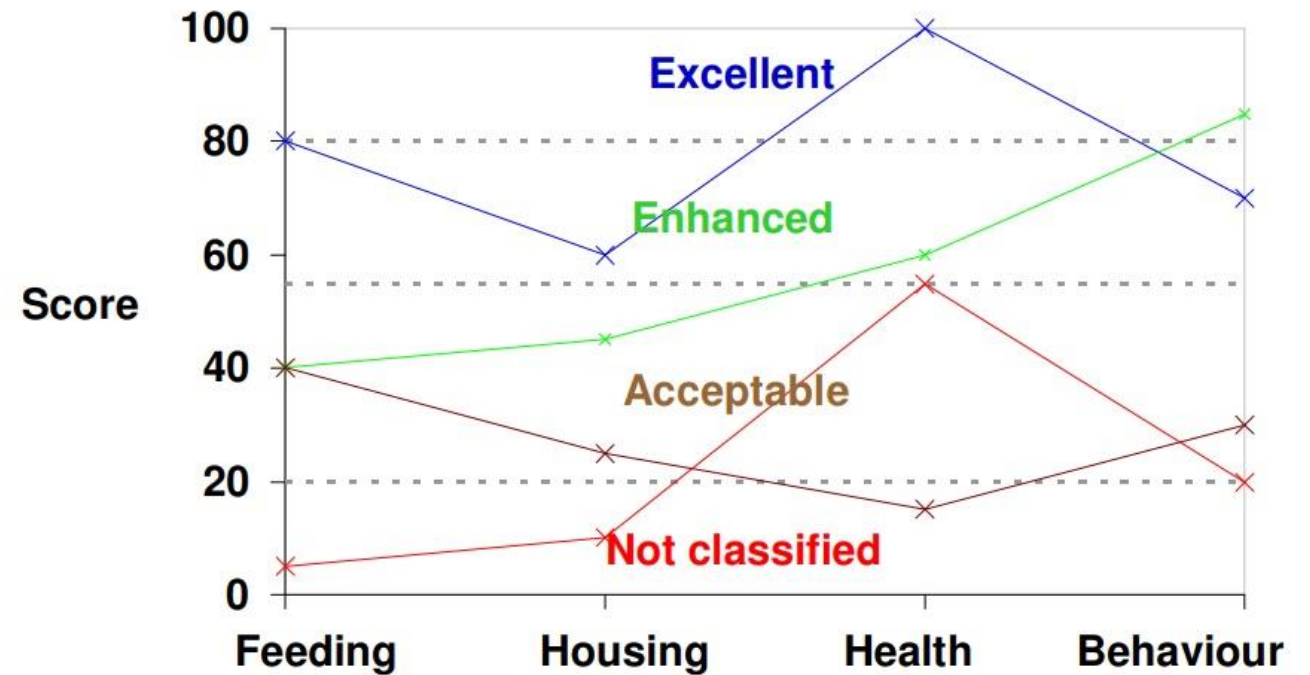 100
Excellent
80
Enhanced
60
Score
40
Acceptable
20
Not classified
0
Feeding Housing Health Behaviour